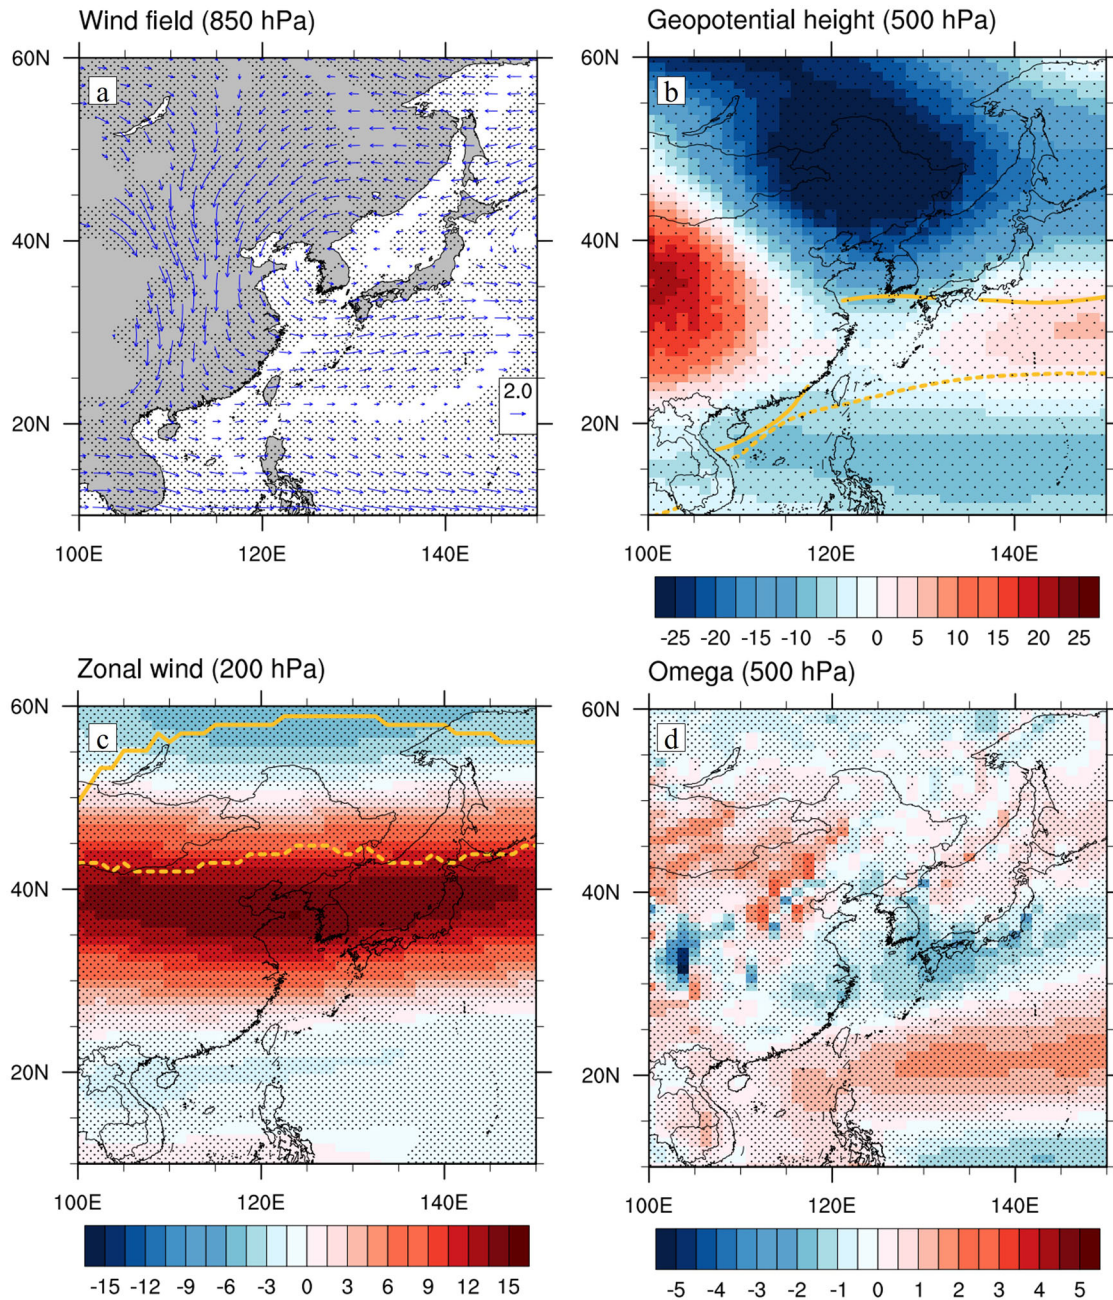 Wind field (850 hPa)
Geopotential height (500 hPa)
60N
a
40N
20N
2.0
100E 120E 140E
60N
b
40N
20N
100E 120E 140E
-25 -20 -15 -10 -5 0 5 10 15 20 25
Zonal wind (200 hPa)
Omega (500 hPa)
60N
c
40N
20N
100E 120E 140E
-15 -12 -9 -6 -3 0 3 6 9 12 15
60N
d
40N
20N
100E 120E 140E
-5 -4 -3 -2 -1 0 1 2 3 4 5